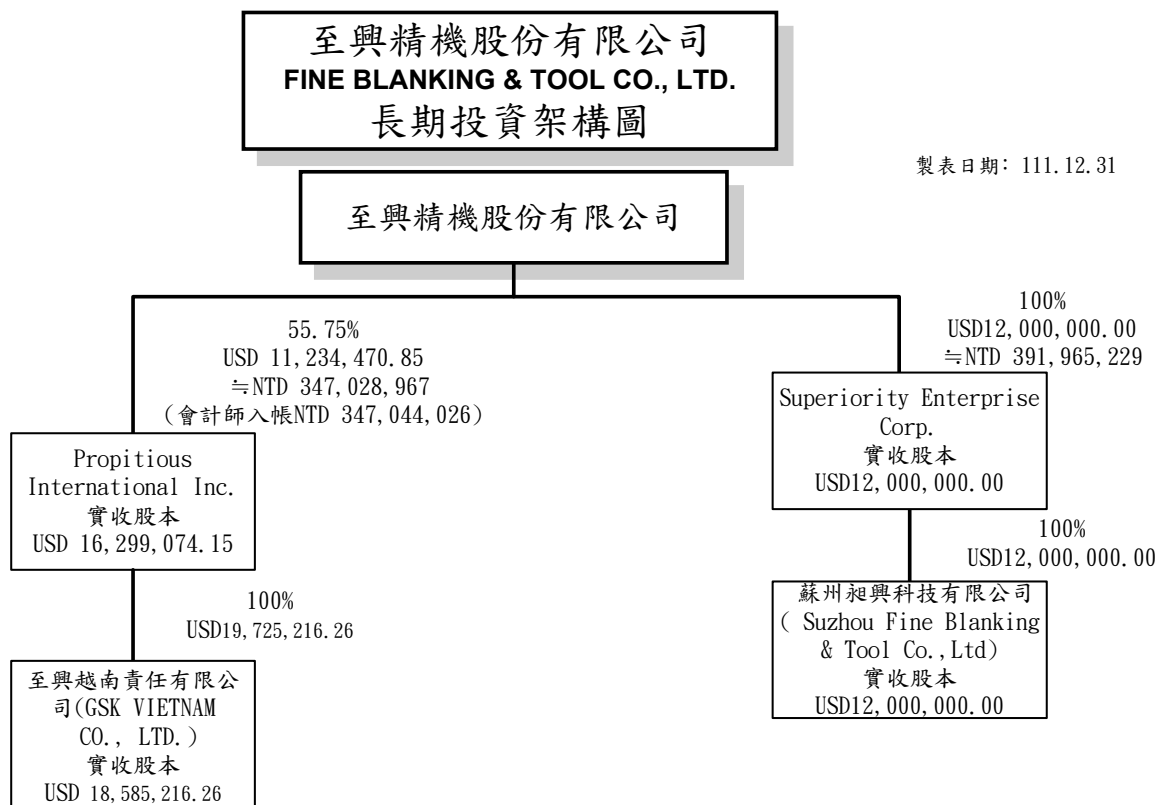 至興精機股份有限公司
FINE BLANKING & TOOL CO., LTD.
長期投資架構圖
製表日期: 111.12.31
至興精機股份有限公司
55.75%
USD 11,234,470.85
≒NTD 347,028,967
(會計師入帳NTD 347,044,026)
100%
USD12,000,000.00
≒NTD 391,965,229
Propitious
International Inc.
實收股本
USD 16,299,074.15
Superiority Enterprise
Corp.
實收股本
USD12,000,000.00
100%
USD19,725,216.26
100%
USD12,000,000.00
至興越南責任有限公
司(GSK VIETNAM
CO., LTD.)
實收股本
USD 18,585,216.26
蘇州昶興科技有限公司
( Suzhou Fine Blanking
& Tool Co.,Ltd)
實收股本
USD12,000,000.00